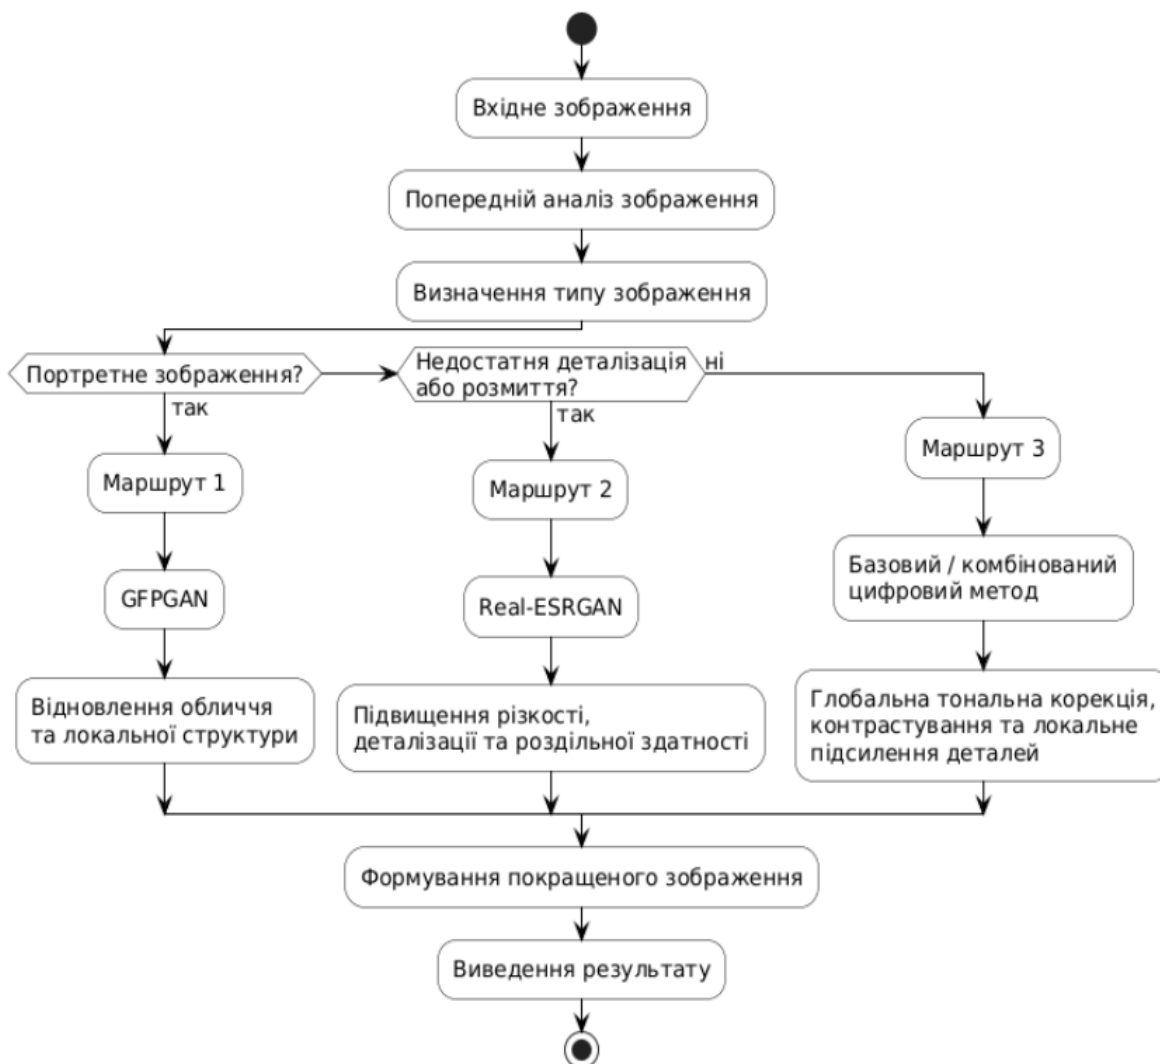 Вхідне зображення
Попередній аналіз зображення
Визначення типу зображення
Портретне зображення?
так
Недостатня деталізація
або розмиття?
ні
так
Маршрут 1
Маршрут 2
Маршрут 3
GFPGAN
Real-ESRGAN
Базовий / комбінований
цифровий метод
Відновлення обличчя
та локальної структури
Підвищення різкості,
деталізації та роздільної здатності
Глобальна тональна корекція,
контрастування та локальне
підсилення деталей
Формування покращеного зображення
Виведення результату